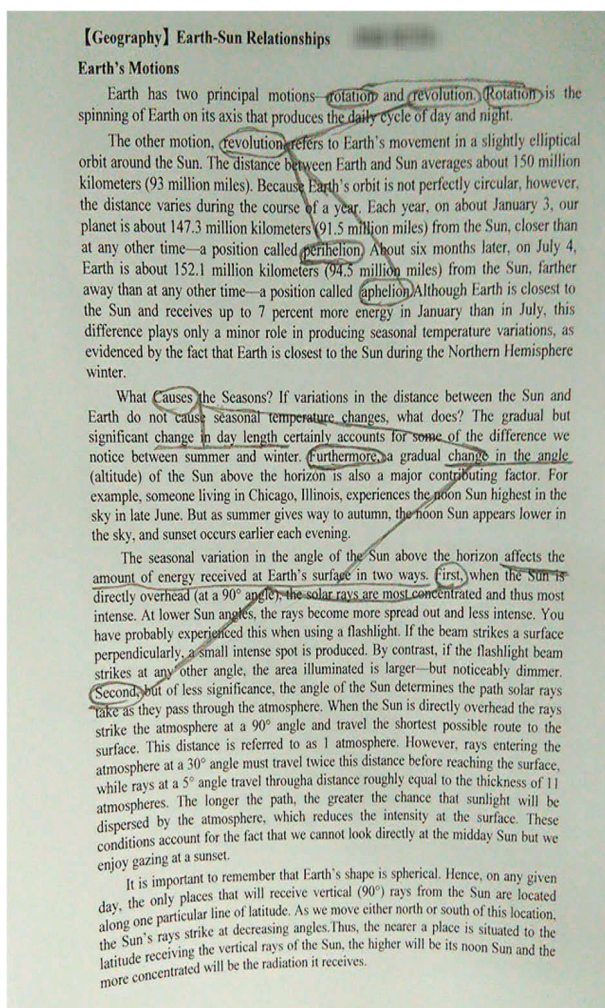 【Geography】 Earth-Sun Relationships
Earth's Motions
Earth has two principal motions—rotation and revolution. Rotation is the
spinning of Earth on its axis that produces the daily cycle of day and night.
The other motion, revolution, refers to Earth's movement in a slightly elliptical
orbit around the Sun. The distance between Earth and Sun averages about 150 million
kilometers (93 million miles). Because Earth's orbit is not perfectly circular, however,
the distance varies during the course of a year. Each year, on about January 3, our
planet is about 147.3 million kilometers (91.5 million miles) from the Sun, closer than
at any other time—a position called perihelion. About six months later, on July 4,
Earth is about 152.1 million kilometers (94.5 million miles) from the Sun, farther
away than at any other time—a position called aphelion. Although Earth is closest to
the Sun and receives up to 7 percent more energy in January than in July, this
difference plays only a minor role in producing seasonal temperature variations, as
evidenced by the fact that Earth is closest to the Sun during the Northern Hemisphere
winter.
What Causes the Seasons? If variations in the distance between the Sun and
Earth do not cause seasonal temperature changes, what does? The gradual but
significant change in day length certainly accounts for some of the difference we
notice between summer and winter. Furthermore, a gradual change in the angle
(altitude) of the Sun above the horizon is also a major contributing factor. For
example, someone living in Chicago, Illinois, experiences the noon Sun highest in the
sky in late June. But as summer gives way to autumn, the noon Sun appears lower in
the sky, and sunset occurs earlier each evening.
The seasonal variation in the angle of the Sun above the horizon affects the
amount of energy received at Earth's surface in two ways. First, when the Sun is
directly overhead (at a 90° angle), the solar rays are most concentrated and thus most
intense. At lower Sun angles, the rays become more spread out and less intense. You
have probably experienced this when using a flashlight. If the beam strikes a surface
perpendicularly, a small intense spot is produced. By contrast, if the flashlight beam
strikes at any other angle, the area illuminated is larger—but noticeably dimmer.
Second, but of less significance, the angle of the Sun determines the path solar rays
take as they pass through the atmosphere. When the Sun is directly overhead the rays
strike the atmosphere at a 90° angle and travel the shortest possible route to the
surface. This distance is referred to as 1 atmosphere. However, rays entering the
atmosphere at a 30° angle must travel twice this distance before reaching the surface,
while rays at a 5° angle travel througha distance roughly equal to the thickness of 11
atmospheres. The longer the path, the greater the chance that sunlight will be
dispersed by the atmosphere, which reduces the intensity at the surface. These
conditions account for the fact that we cannot look directly at the midday Sun but we
enjoy gazing at a sunset.
It is important to remember that Earth's shape is spherical. Hence, on any given
day, the only places that will receive vertical (90°) rays from the Sun are located
along one particular line of latitude. As we move either north or south of this location,
the Sun's rays strike at decreasing angles.Thus, the nearer a place is situated to the
latitude receiving the vertical rays of the Sun, the higher will be its noon Sun and the
more concentrated will be the radiation it receives.